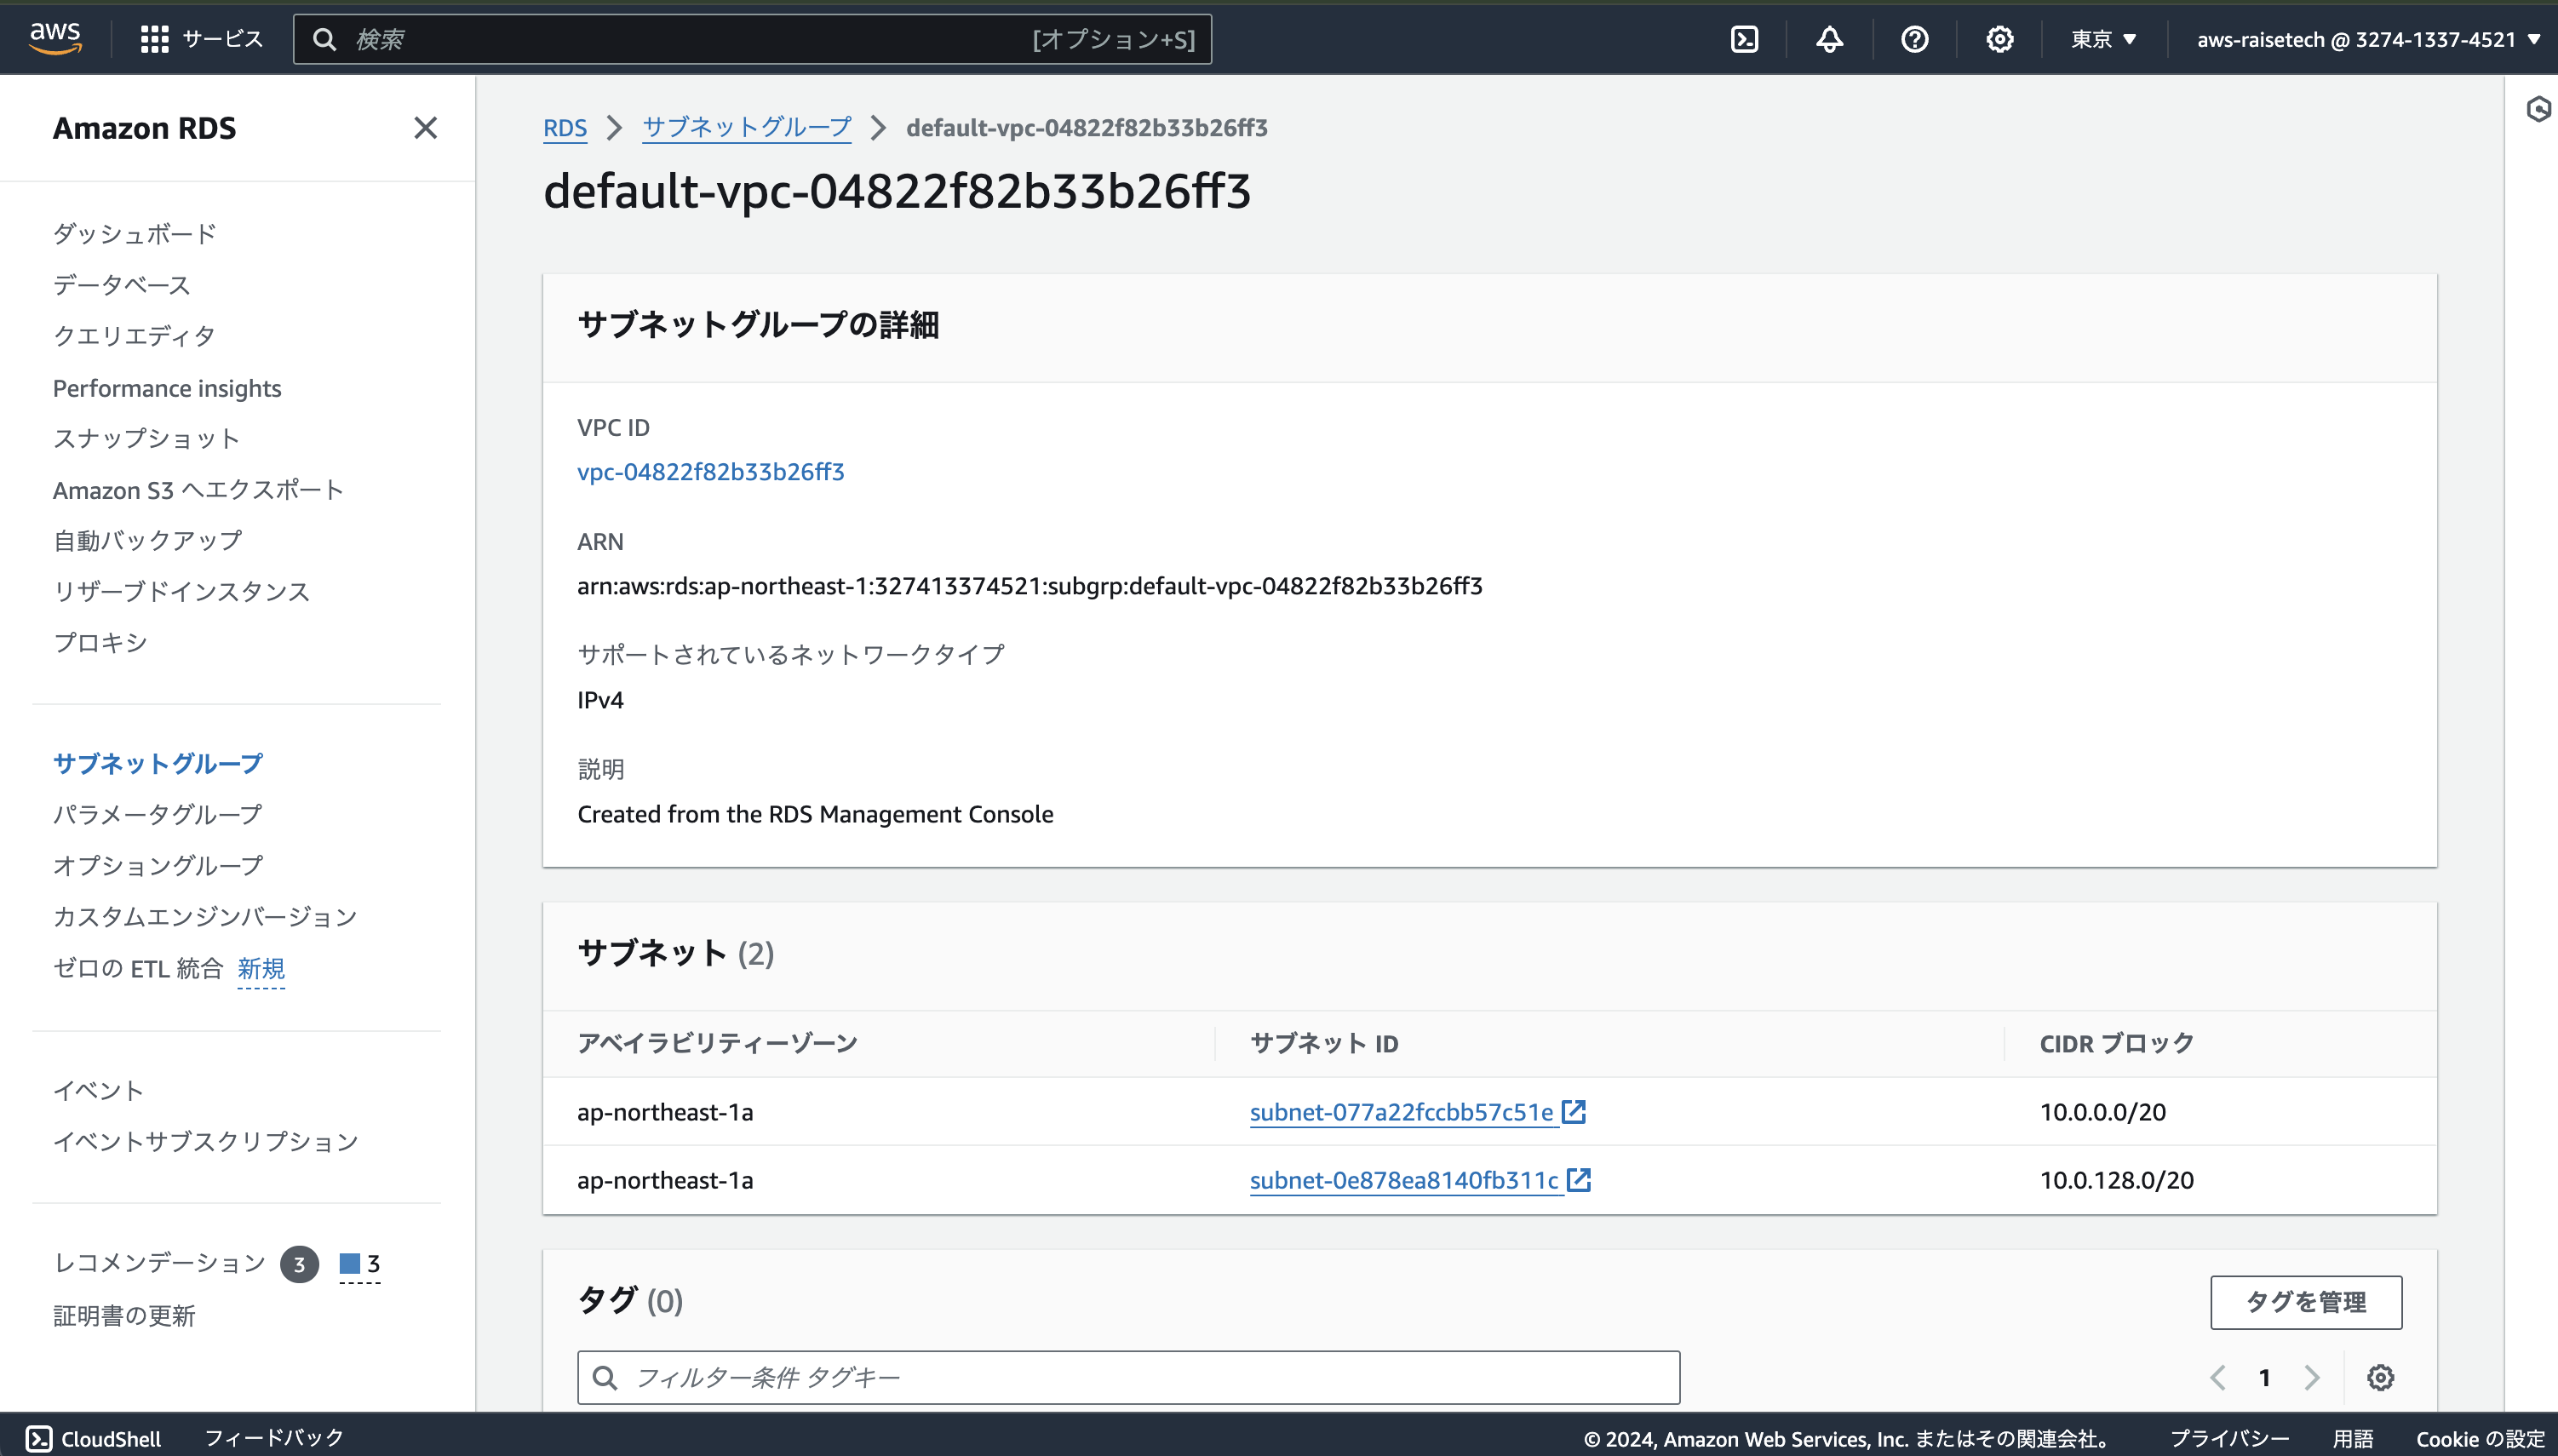 aws
サービス
検索
[オプション+S]
東京
aws-raisetech @ 3274-1337-4521
Amazon RDS
ダッシュボード
データベース
クエリエディタ
Performance insights
スナップショット
Amazon S3 へエクスポート
自動バックアップ
リザーブドインスタンス
プロキシ
サブネットグループ
パラメータグループ
オプショングループ
カスタムエンジンバージョン
ゼロの ETL 統合 新規
イベント
イベントサブスクリプション
レコメンデーション 3 3
証明書の更新
RDS サブネットグループ default-vpc-04822f82b33b26ff3
default-vpc-04822f82b33b26ff3
サブネットグループの詳細
VPC ID
vpc-04822f82b33b26ff3
ARN
arn:aws:rds:ap-northeast-1:327413374521:subgrp:default-vpc-04822f82b33b26ff3
サポートされているネットワークタイプ
IPv4
説明
Created from the RDS Management Console
サブネット (2)
アベイラビリティーゾーン サブネット ID CIDR ブロック
ap-northeast-1a subnet-077a22fccbb57c51e 10.0.0.0/20
ap-northeast-1a subnet-0e878ea8140fb311c 10.0.128.0/20
タグ (0)
タグを管理
フィルター条件 タグキー
1
CloudShell フィードバック
© 2024, Amazon Web Services, Inc. またはその関連会社。 プライバシー 用語 Cookie の設定